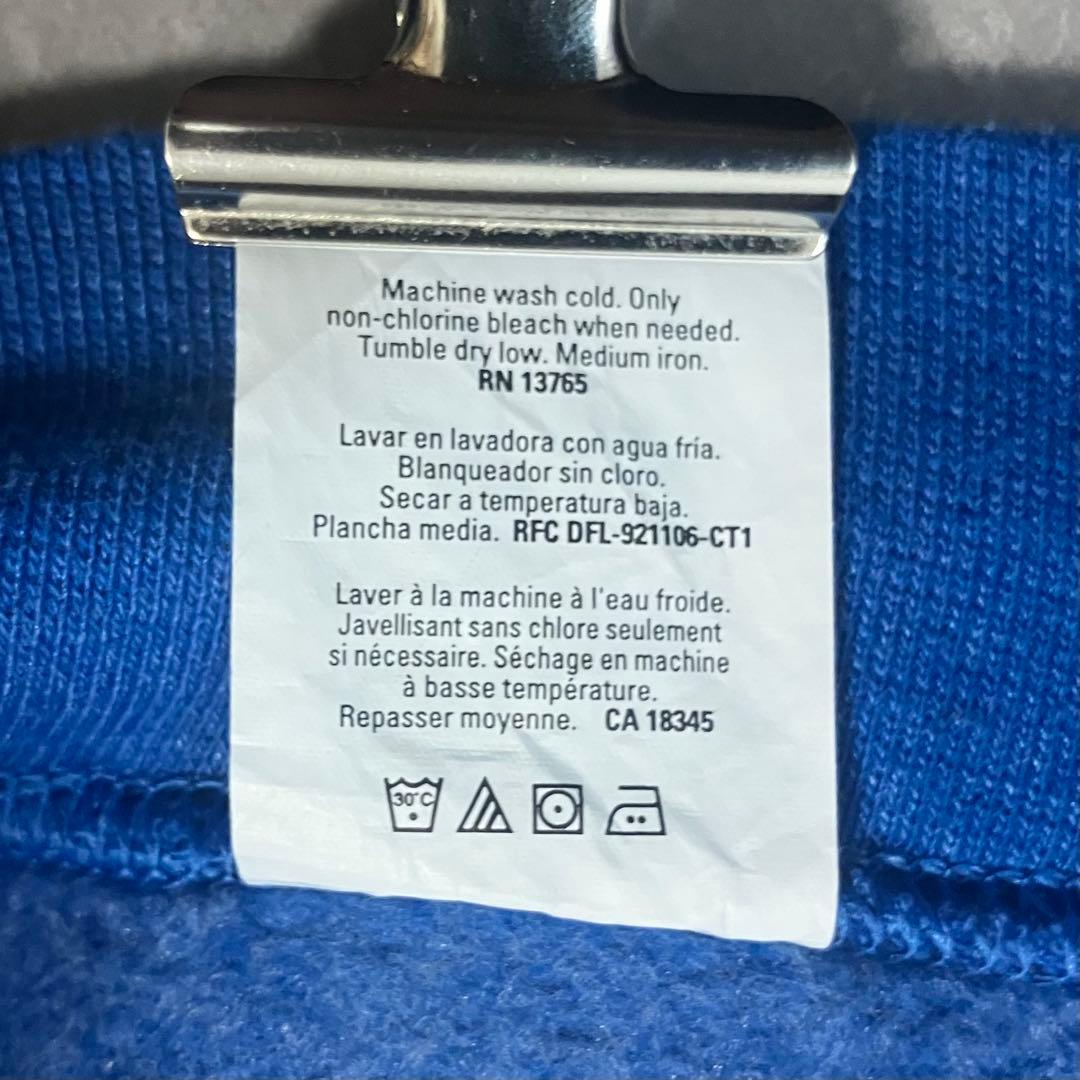 Machine wash cold. Only
non-chlorine bleach when needed.
Tumble dry low. Medium iron.
RN 13765
Lavar en lavadora con agua fría.
Blanqueador sin cloro.
Secar a temperatura baja.
Plancha media. RFC DFL-921106-CT1
Laver à la machine à l'eau froide.
Javellisant sans chlore seulement
si nécessaire. Séchage en machine
à basse température.
Repasser moyenne. CA 18345
30°C